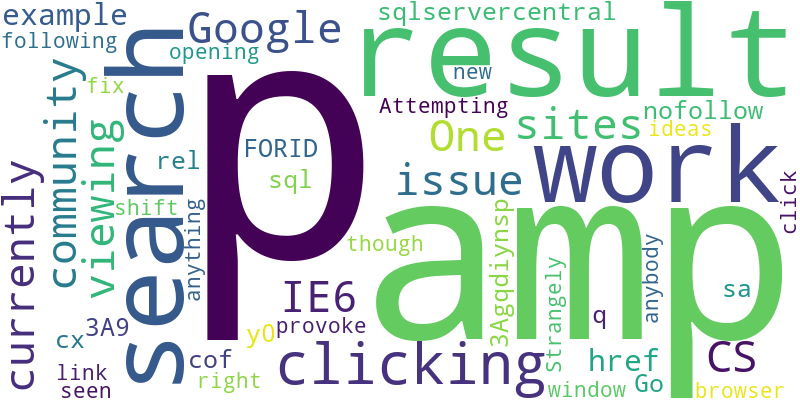 example
following
Google
opening
sqlservercentral
result
search
p
fix
new
Attempting
nofollow
community
viewing
One
sites
ideas
FORID
rel
sql
issue
work
currently
shift
anything
though
amp
click
3Agqdiynsp
Strangely
anybody
sa
IE6
3A9
provoke
q
cx
y0
clicking
href
CS
cof
link
seen
right
window
Go
browser